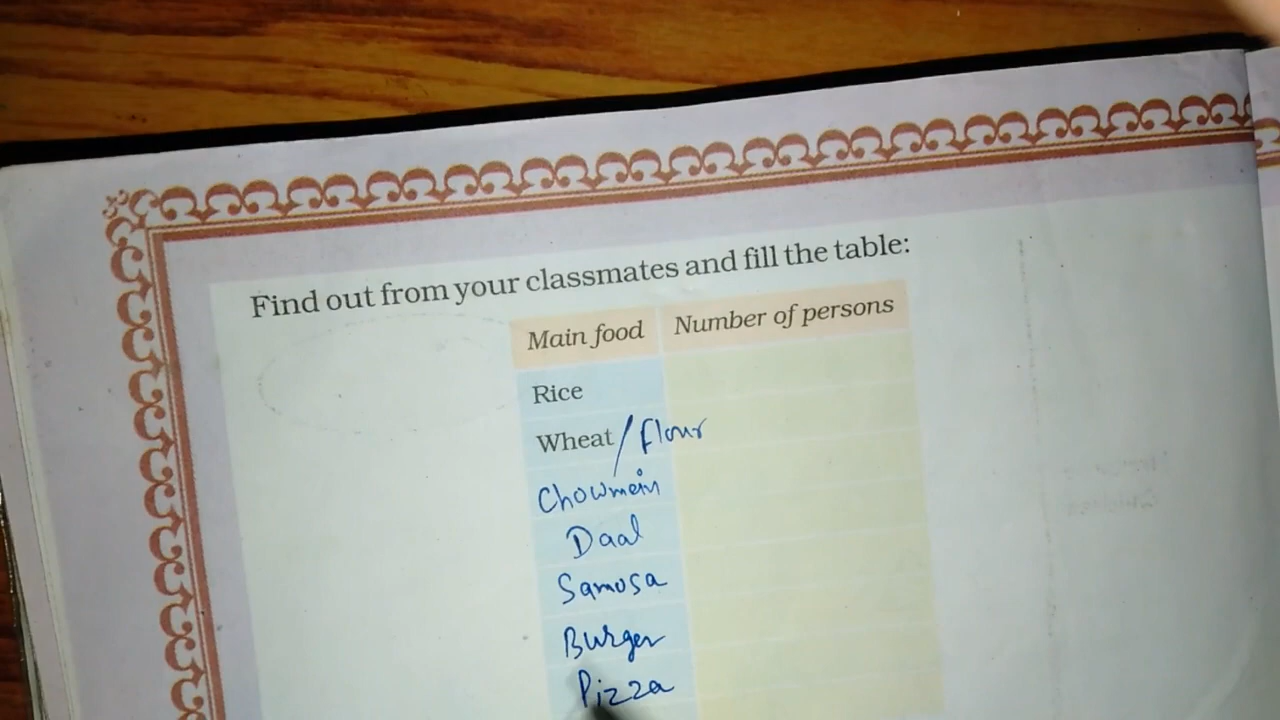 Find out from your classmates and fill the table:
Main food Number of persons
Rice
Wheat / flour
Chowmein
Daal
Samosa
Burger
Pizza